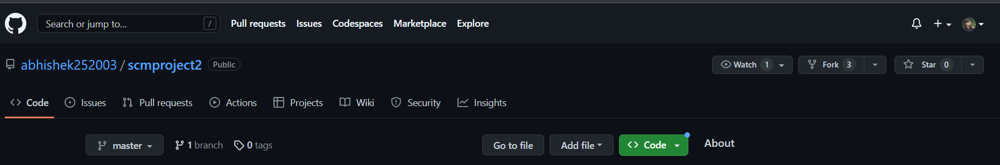 Search or jump to... / Pull requests Issues Codespaces Marketplace Explore
abhishek252003 / scmproject2 Public Watch 1 Fork 3 Star 0
Code Issues Pull requests Actions Projects Wiki Security Insights
master 1 branch 0 tags Go to file Add file Code About